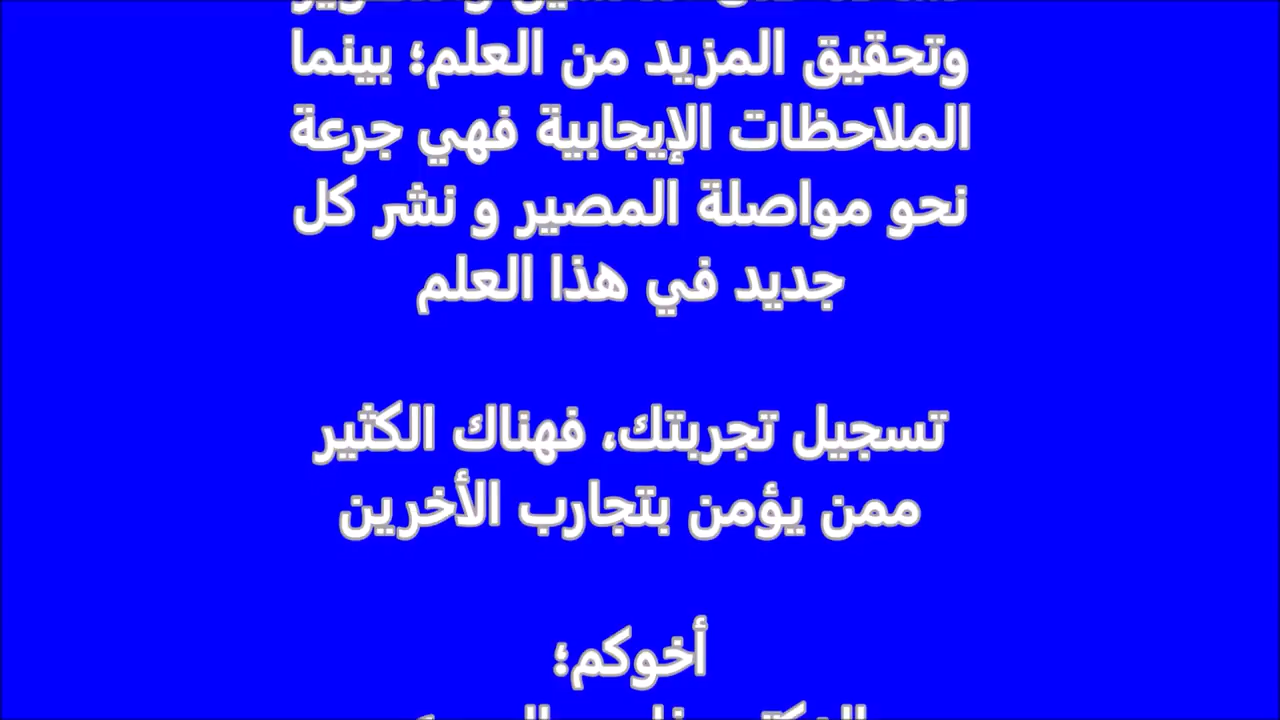 وتحقيق المزيد من العلم؛ بينما
الملاحظات الإيجابية فهي جرعة
نحو مواصلة المصير و نشر كل
جديد في هذا العلم
تسجيل تجربتك، فهناك الكثير
ممن يؤمن بتجارب الأخرين
أخوكم؛